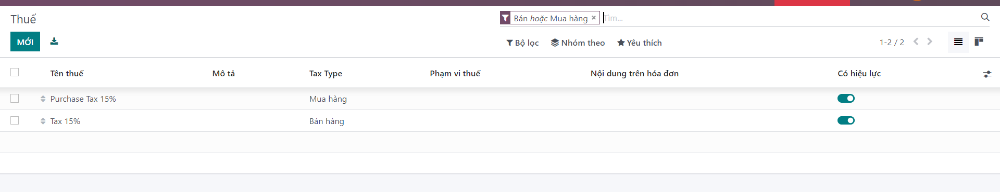 Thuế
Bán hoặc Mua hàng × Tìm...
MỚI
Bộ lọc Nhóm theo Yêu thích 1-2 / 2
Tên thuế Mô tả Tax Type Phạm vi thuế Nội dung trên hóa đơn Có hiệu lực
Purchase Tax 15% Mua hàng
Tax 15% Bán hàng